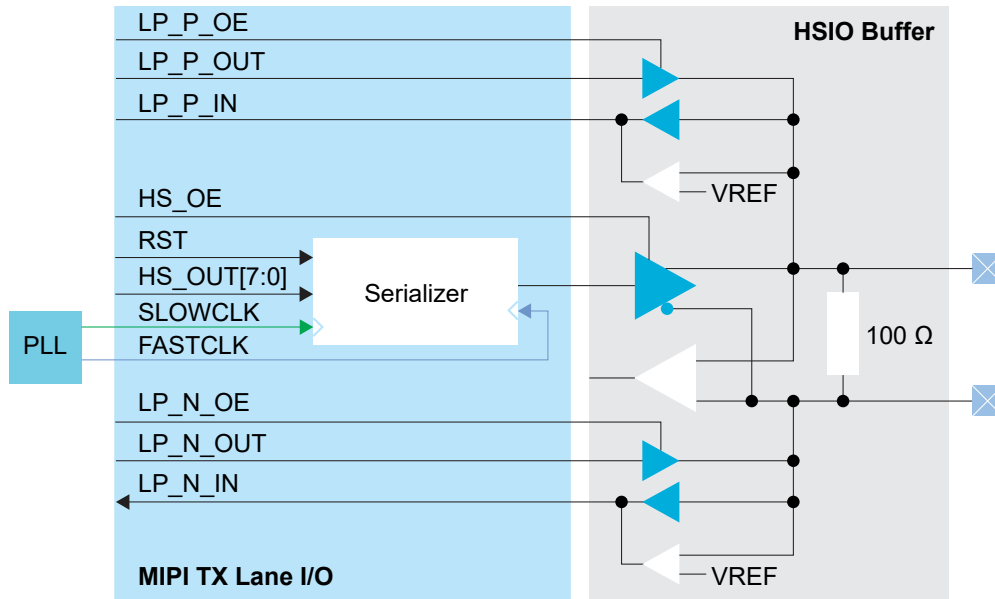 LP_P_OE
HSIO Buffer
LP_P_OUT
LP_P_IN
VREF
HS_OE
RST
HS_OUT[7:0]
Serializer
SLOWCLK
PLL
FASTCLK
100 Ω
LP_N_OE
LP_N_OUT
LP_N_IN
MIPI TX Lane I/O
VREF